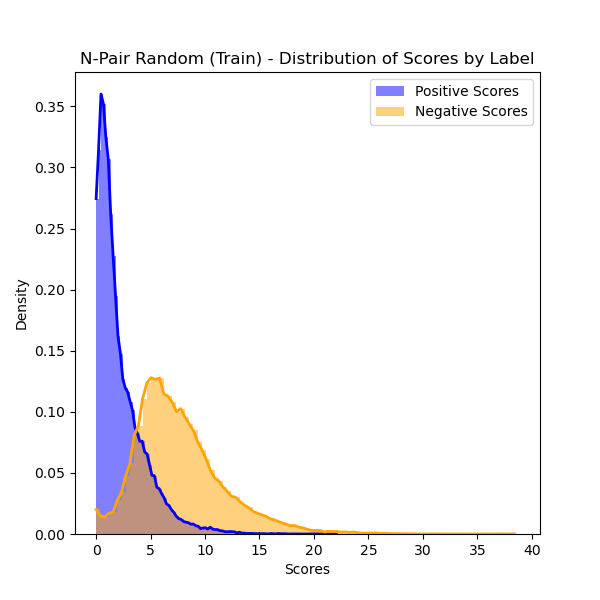 N-Pair Random (Train) - Distribution of Scores by Label
Positive Scores
Negative Scores
Density
0.35
0.30
0.25
0.20
0.15
0.10
0.05
0.00
0 5 10 15 20 25 30 35 40
Scores